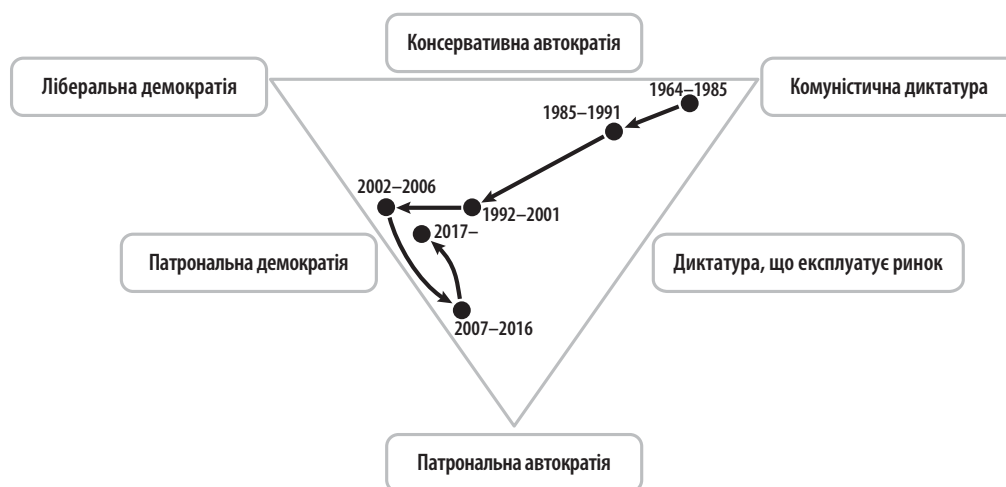 Консервативна автократія
Ліберальна демократія
Комуністична диктатура
1964–1985
1985–1991
2002–2006
1992–2001
2017–
Патрональна демократія
Диктатура, що експлуатує ринок
2007–2016
Патрональна автократія